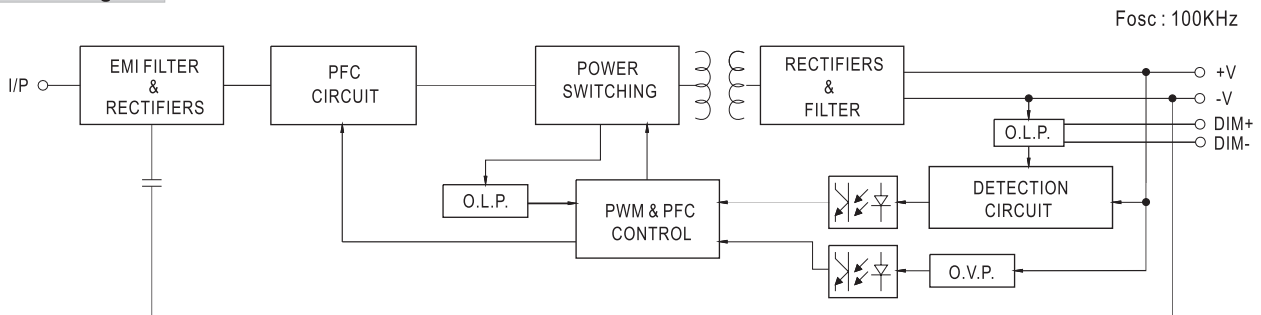 Fosc : 100KHz
I/P
EMI FILTER
&
RECTIFIERS
PFC
CIRCUIT
POWER
SWITCHING
RECTIFIERS
&
FILTER
+V
-V
DIM+
DIM-
O.L.P.
O.L.P.
PWM & PFC
CONTROL
DETECTION
CIRCUIT
O.V.P.